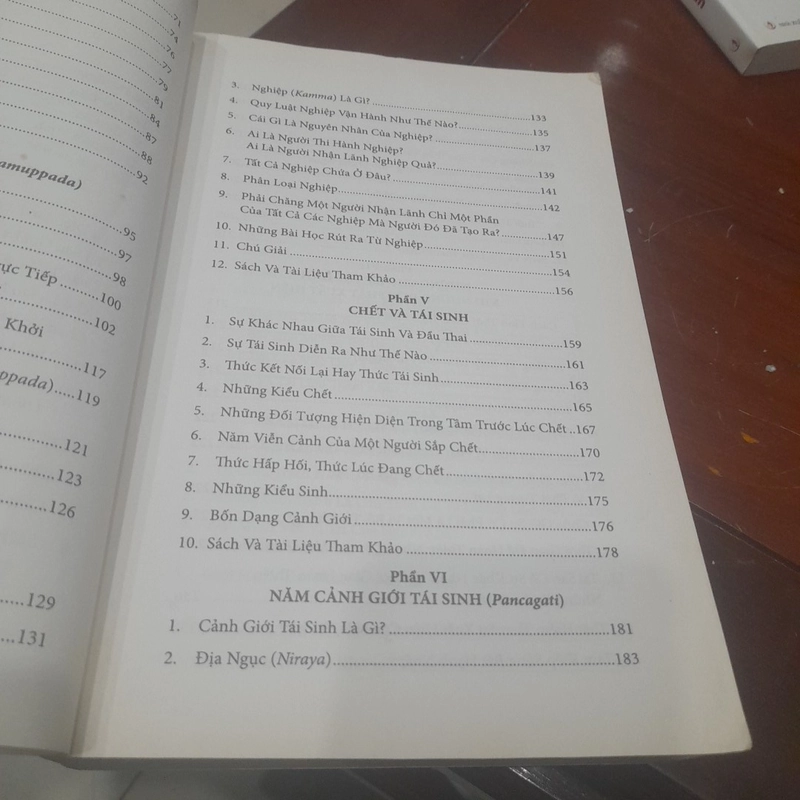 71
74
76
77
79
81
84
87
88
92
amuppada)
95
97
98
ực Tiếp ........ 100
102
Khởi
117
ppada).....119
121
123
126
129
131
3. Nghiệp (Kamma) Là Gì? ........ 133
4. Quy Luật Nghiệp Vận Hành Như Thế Nào? ........ 135
5. Cái Gì Là Nguyên Nhân Của Nghiệp? ........ 137
6. Ai Là Người Thi Hành Nghiệp?
Ai Là Người Nhận Lãnh Nghiệp Quả? ........ 139
7. Tất Cả Nghiệp Chứa Ở Đâu? ........ 141
8. Phân Loại Nghiệp ........ 142
9. Phải Chăng Một Người Nhận Lãnh Chỉ Một Phần
Của Tất Cả Các Nghiệp Mà Người Đó Đã Tạo Ra? ........ 147
10. Những Bài Học Rút Ra Từ Nghiệp ........ 151
11. Chú Giải ........ 154
12. Sách Và Tài Liệu Tham Khảo ........ 156
Phần V
CHẾT VÀ TÁI SINH
1. Sự Khác Nhau Giữa Tái Sinh Và Đầu Thai ........ 159
2. Sự Tái Sinh Diễn Ra Như Thế Nào ........ 161
3. Thức Kết Nối Lại Hay Thức Tái Sinh ........ 163
4. Những Kiểu Chết ........ 165
5. Những Đối Tượng Hiện Diện Trong Tâm Trước Lúc Chết ..167
6. Năm Viễn Cảnh Của Một Người Sắp Chết ........ 170
7. Thức Hấp Hối, Thức Lúc Đang Chết ........ 172
8. Những Kiểu Sinh ........ 175
9. Bốn Dạng Cảnh Giới ........ 176
10. Sách Và Tài Liệu Tham Khảo ........ 178
Phần VI
NĂM CẢNH GIỚI TÁI SINH (Pancagati)
1. Cảnh Giới Tái Sinh Là Gì? ........ 181
2. Địa Ngục (Niraya) ........ 183